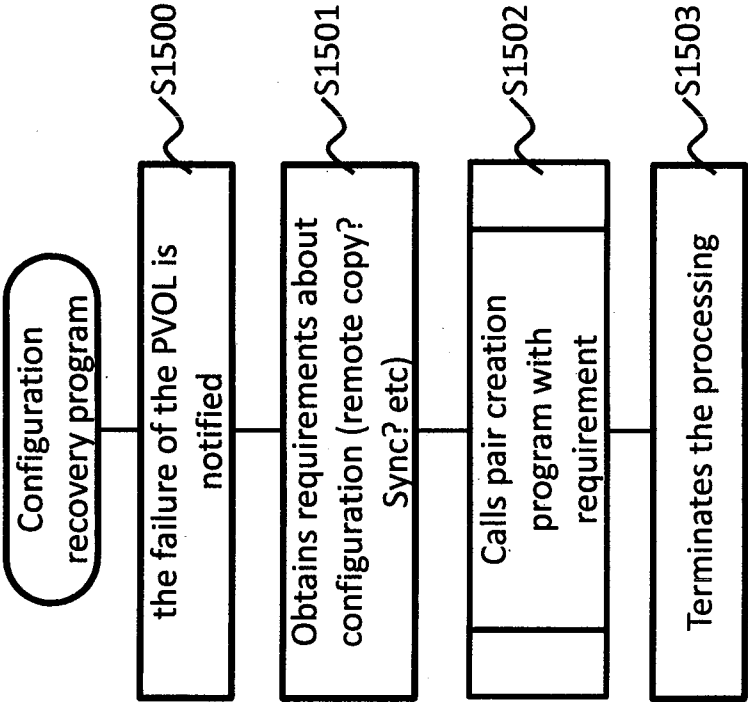 Configuration
recovery program
the failure of the PVOL is
notified
S1500
Obtains requirements about
configuration (remote copy?
Sync? etc)
S1501
Calls pair creation
program with
requirement
S1502
Terminates the processing
S1503